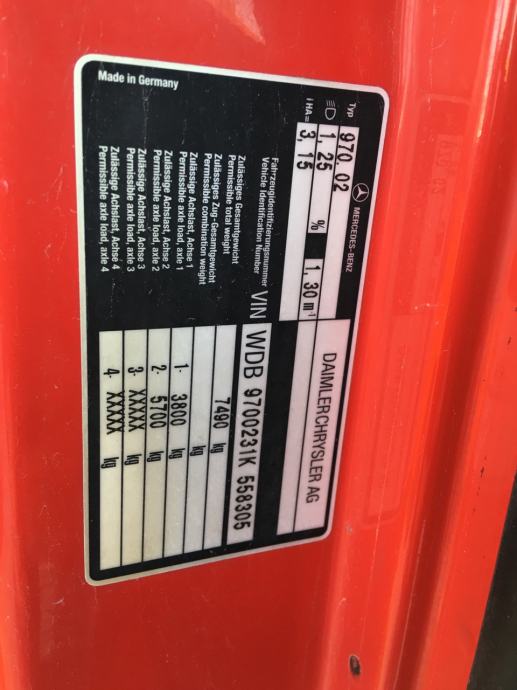 MERCEDES-BENZ
DAIMLERCHRYSLER AG
Typ 970.02
1,25 % 1.30 m⁻¹
i HA= 3,15
Fahrzeugidentifizierungsnummer
Vehicle Identification Number
VIN WDB 9700231K 558305
Zulässiges Gesamtgewicht
Permissible total weight
7490 kg
Zulässiges Zug-Gesamtgewicht
Permissible combination weight
kg
Zulässige Achslast, Achse 1
Permissible axle load, axle 1
1- 3800 kg
Zulässige Achslast, Achse 2
Permissible axle load, axle 2
2- 5700 kg
Zulässige Achslast, Achse 3
Permissible axle load, axle 3
3- XXXXX kg
Zulässige Achslast, Achse 4
Permissible axle load, axle 4
4- XXXXX kg
Made in Germany